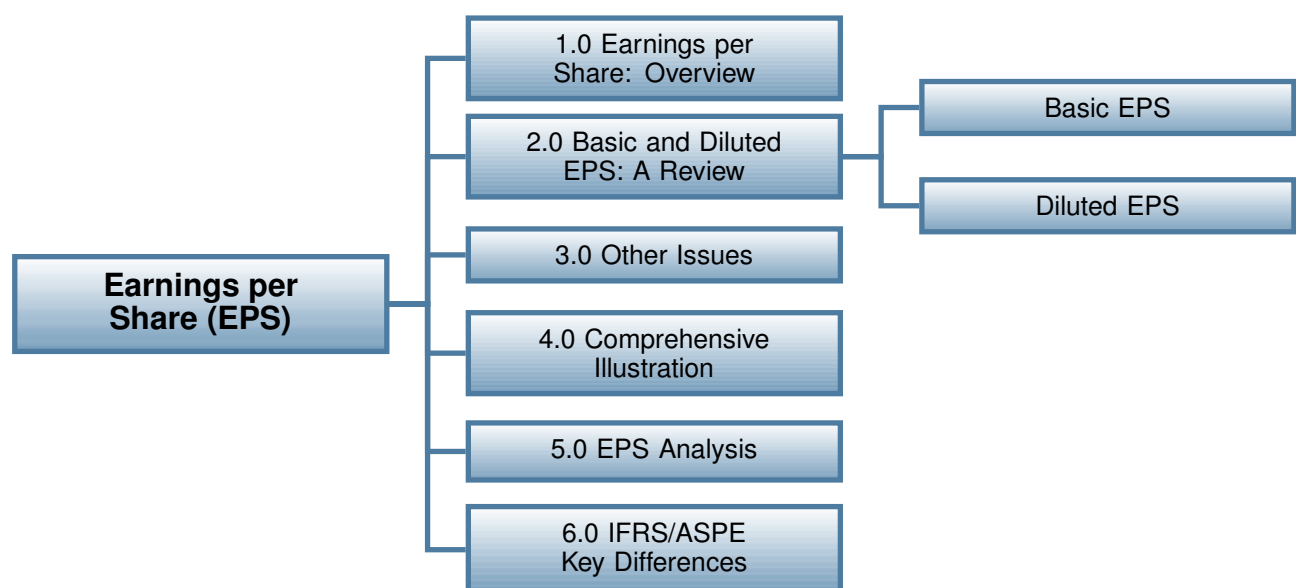 Earnings per
Share (EPS)
1.0 Earnings per
Share: Overview
2.0 Basic and Diluted
EPS: A Review
Basic EPS
Diluted EPS
3.0 Other Issues
4.0 Comprehensive
Illustration
5.0 EPS Analysis
6.0 IFRS/ASPE
Key Differences